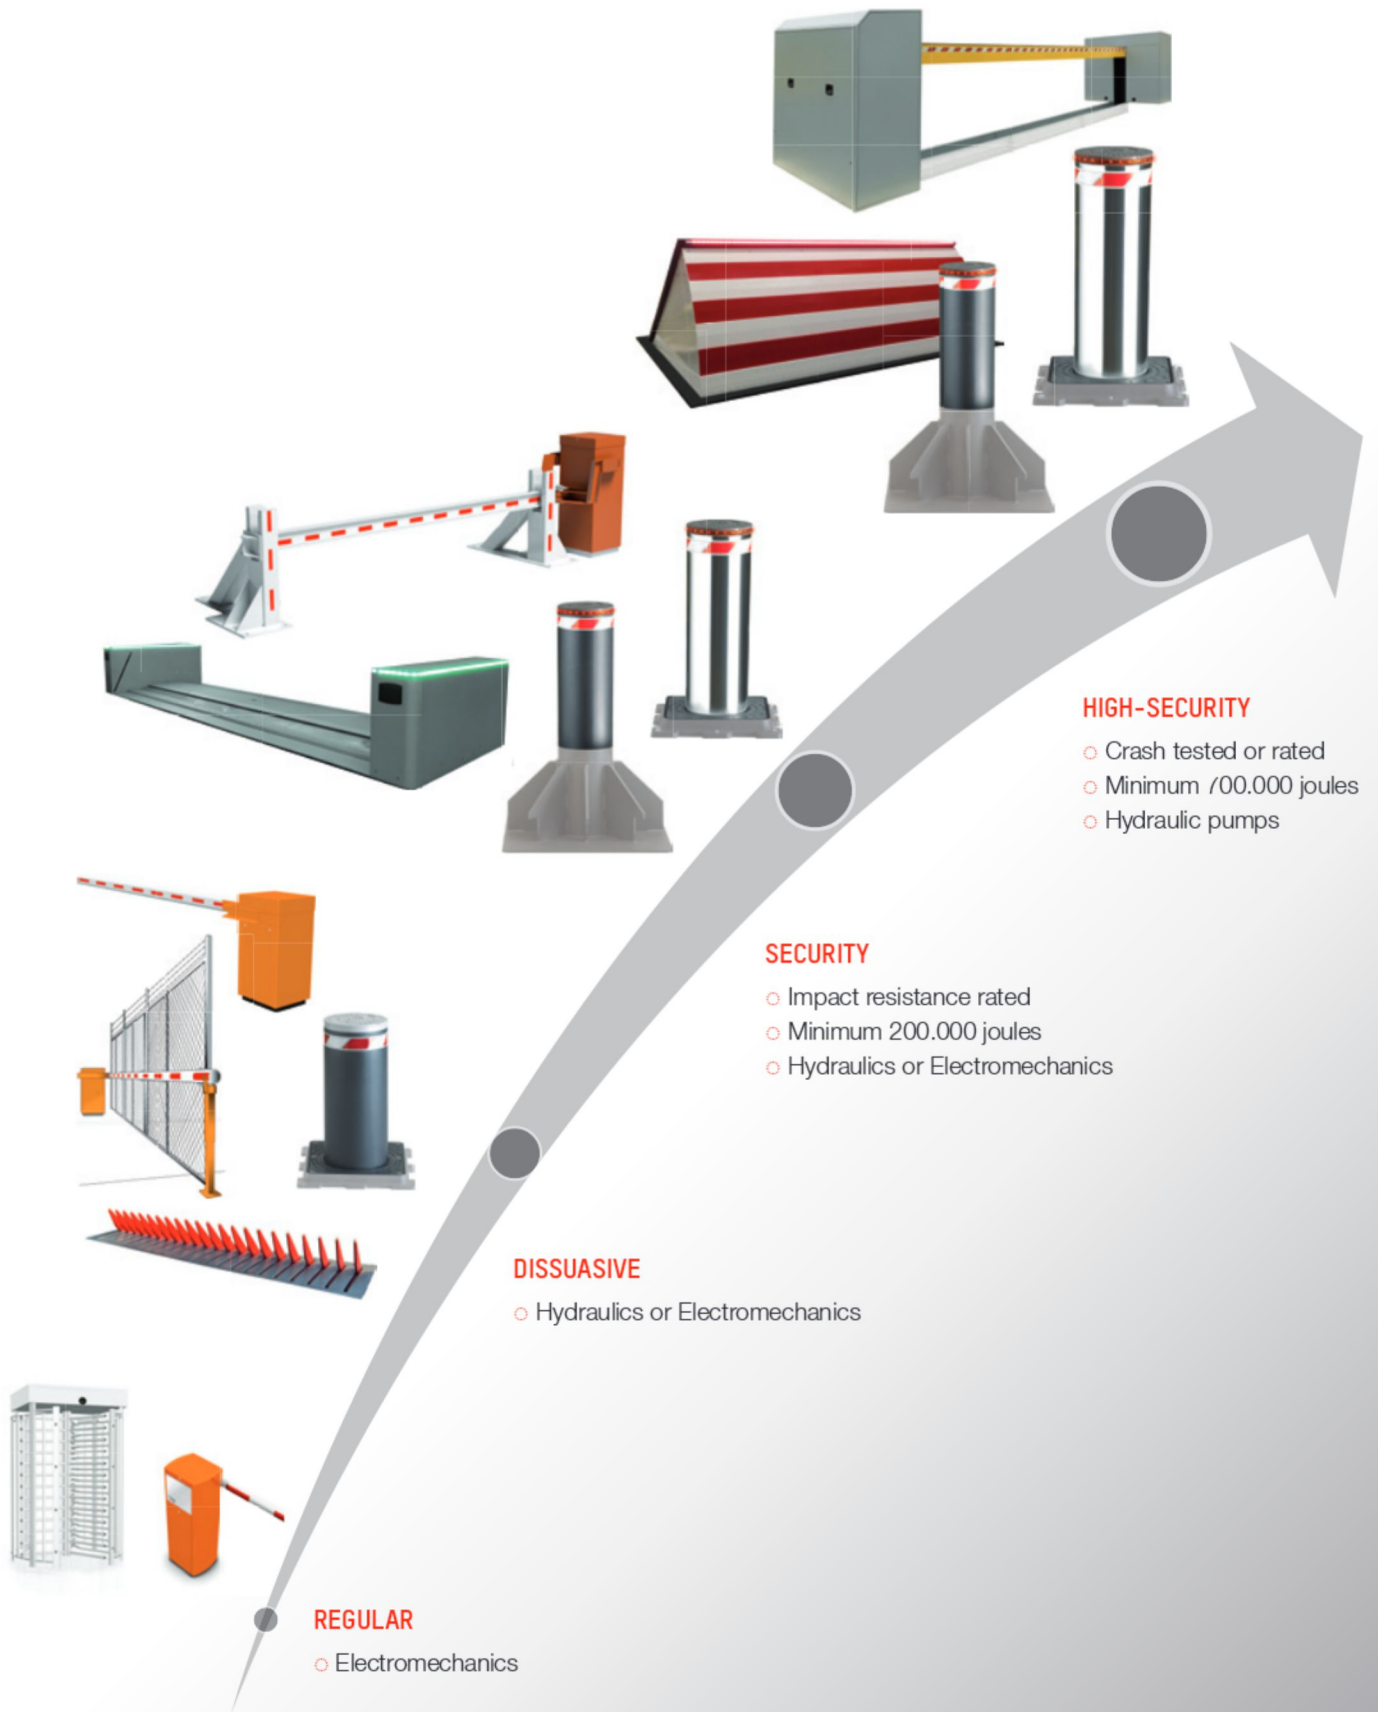 HIGH-SECURITY
Crash tested or rated
Minimum 700.000 joules
Hydraulic pumps
SECURITY
Impact resistance rated
Minimum 200.000 joules
Hydraulics or Electromechanics
DISSUASIVE
Hydraulics or Electromechanics
REGULAR
Electromechanics